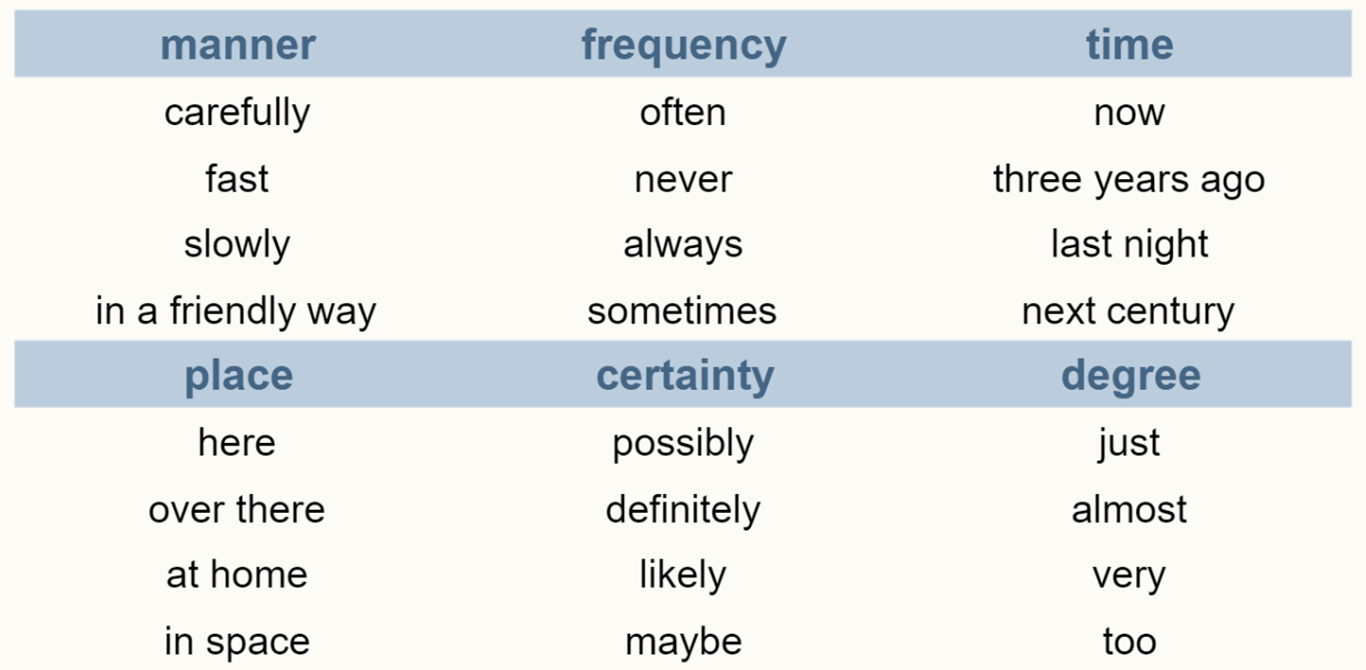 manner frequency time
carefully often now
fast never three years ago
slowly always last night
in a friendly way sometimes next century
place certainty degree
here possibly just
over there definitely almost
at home likely very
in space maybe too